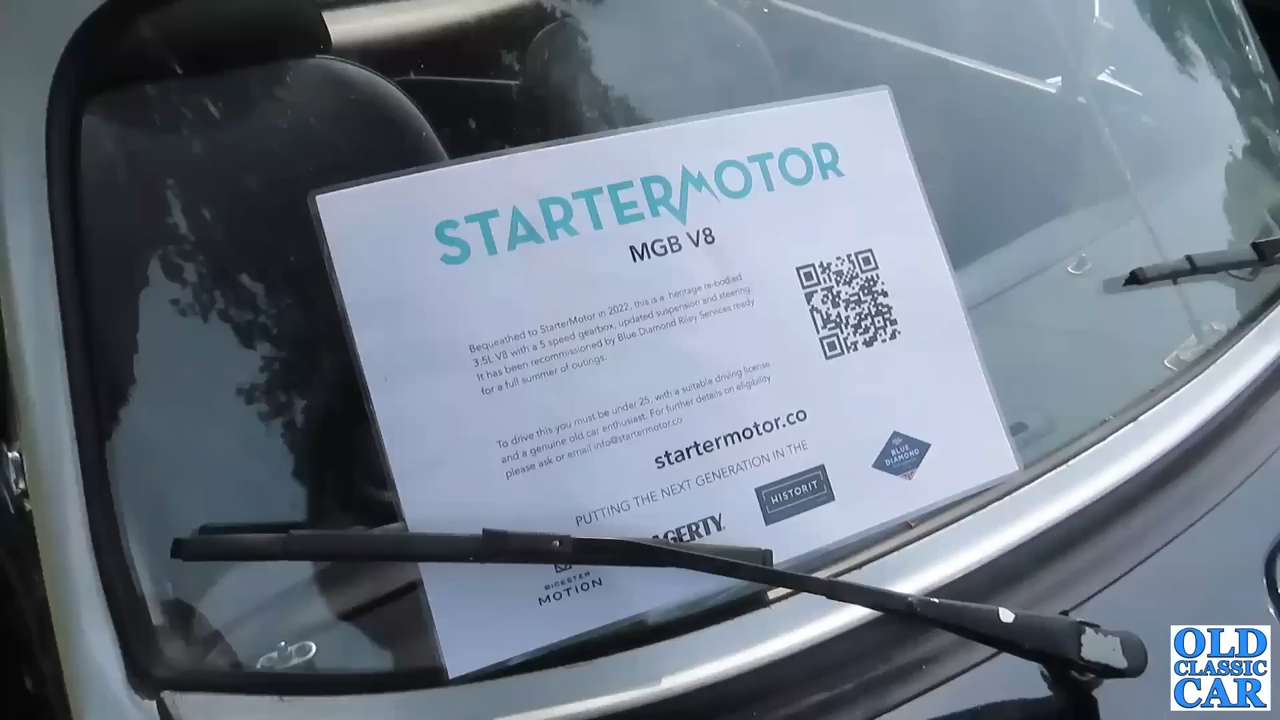 STARTERMOTOR
MGB V8
Bequeathed to StarterMotor in 2022, this is a heritage re-bodied
3.5L V8 with a 5 speed gearbox, updated suspension and steering.
It has been recommissioned by Blue Diamond Riley Services ready
for a full summer of outings.
To drive this you must be under 25, with a suitable driving license
and a genuine old car enthusiast. For further details on eligibility
please ask or email info@startermotor.co
startermotor.co
PUTTING THE NEXT GENERATION IN THE
AGERTY
HISTORIT
BLUE
DIAMOND
BICESTER
MOTION
OLD
CLASSIC
CAR